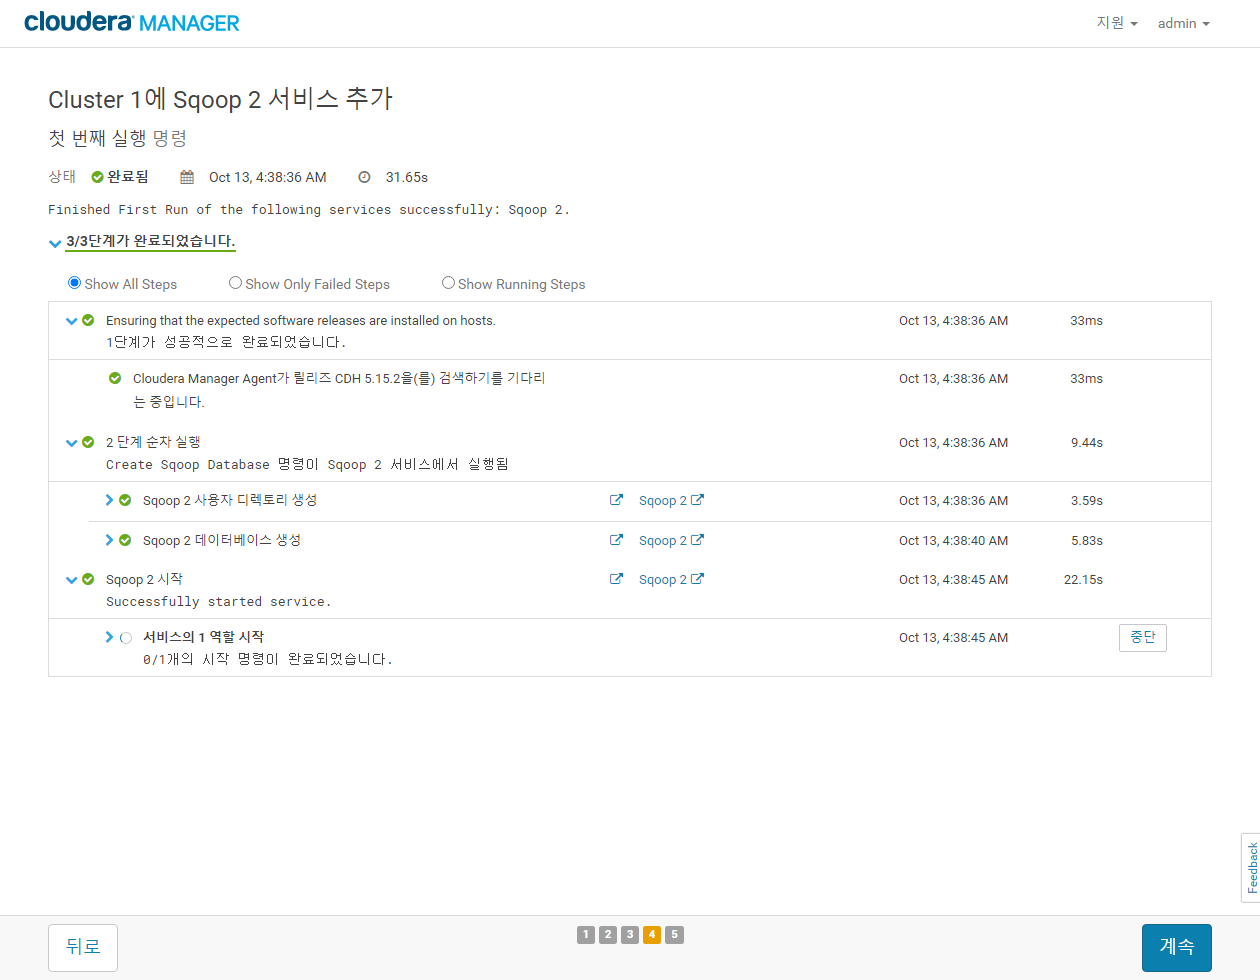 cloudera MANAGER
지원 admin
Cluster 1에 Sqoop 2 서비스 추가
첫 번째 실행 명령
상태 완료됨 Oct 13, 4:38:36 AM 31.65s
Finished First Run of the following services successfully: Sqoop 2.
3/3단계가 완료되었습니다.
Show All Steps Show Only Failed Steps Show Running Steps
Ensuring that the expected software releases are installed on hosts. Oct 13, 4:38:36 AM 33ms
1단계가 성공적으로 완료되었습니다.
Cloudera Manager Agent가 릴리즈 CDH 5.15.2을(를) 검색하기를 기다리 Oct 13, 4:38:36 AM 33ms
는 중입니다.
2 단계 순차 실행 Oct 13, 4:38:36 AM 9.44s
Create Sqoop Database 명령이 Sqoop 2 서비스에서 실행됨
Sqoop 2 사용자 디렉토리 생성 Sqoop 2 Oct 13, 4:38:36 AM 3.59s
Sqoop 2 데이터베이스 생성 Sqoop 2 Oct 13, 4:38:40 AM 5.83s
Sqoop 2 시작 Sqoop 2 Oct 13, 4:38:45 AM 22.15s
Successfully started service.
서비스의 1 역할 시작 Oct 13, 4:38:45 AM 중단
0/1개의 시작 명령이 완료되었습니다.
Feedback
뒤로 1 2 3 4 5 계속